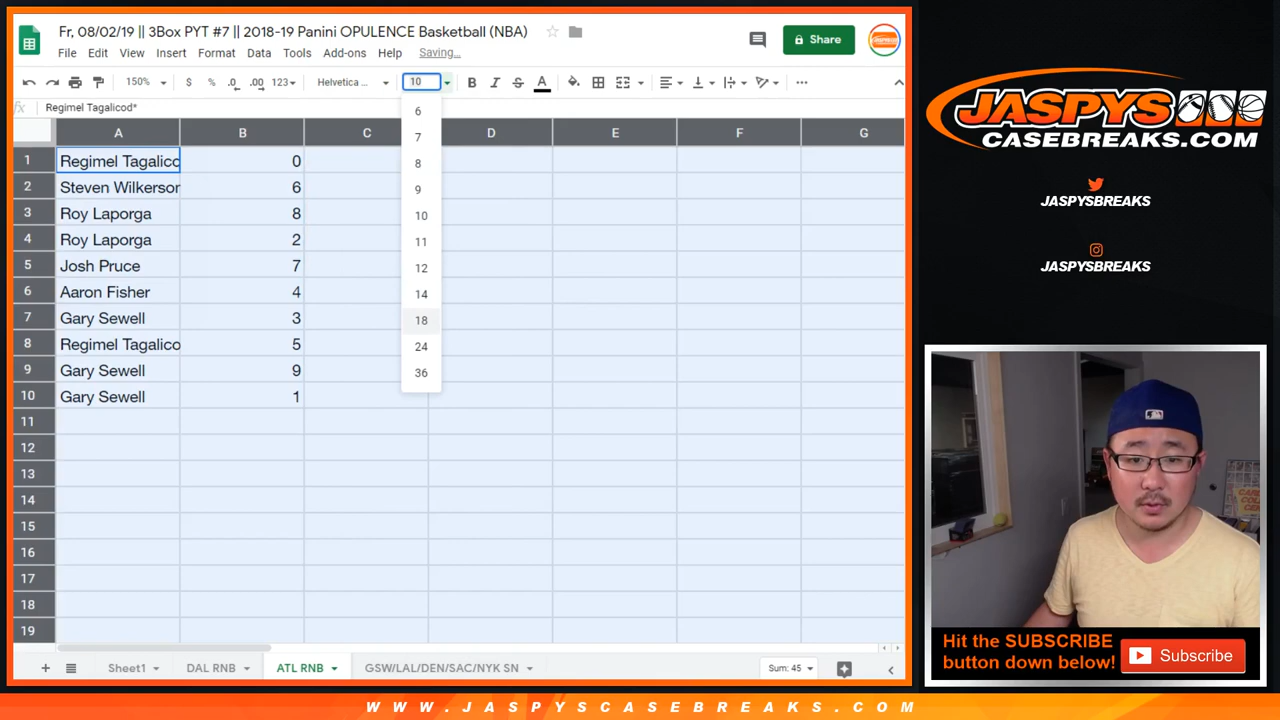 Fr, 08/02/19 || 3Box PYT #7 || 2018-19 Panini OPULENCE Basketball (NBA)
File Edit View Insert Format Data Tools Add-ons Help Saving...
Share
150% $ % .0 .00 123 Helvetica ... 10 B I S A
fx Regimel Tagalicod*
A B C D E F G
1 Regimel Tagalico 0
2 Steven Wilkerson 6
3 Roy Laporga 8
4 Roy Laporga 2
5 Josh Pruce 7
6 Aaron Fisher 4
7 Gary Sewell 3
8 Regimel Tagalico 5
9 Gary Sewell 9
10 Gary Sewell 1
11
12
13
14
15
16
17
18
19
6
7
8
9
10
11
12
14
18
24
36
+ Sheet1 DAL RNB ATL RNB GSW/LAL/DEN/SAC/NYK SN Sum: 45
JASPYS
CASEBREAKS.COM
JASPYSBREAKS
JASPYSBREAKS
Hit the SUBSCRIBE
button down below!
Subscribe
WWW.JASPYSCASEBREAKS.COM